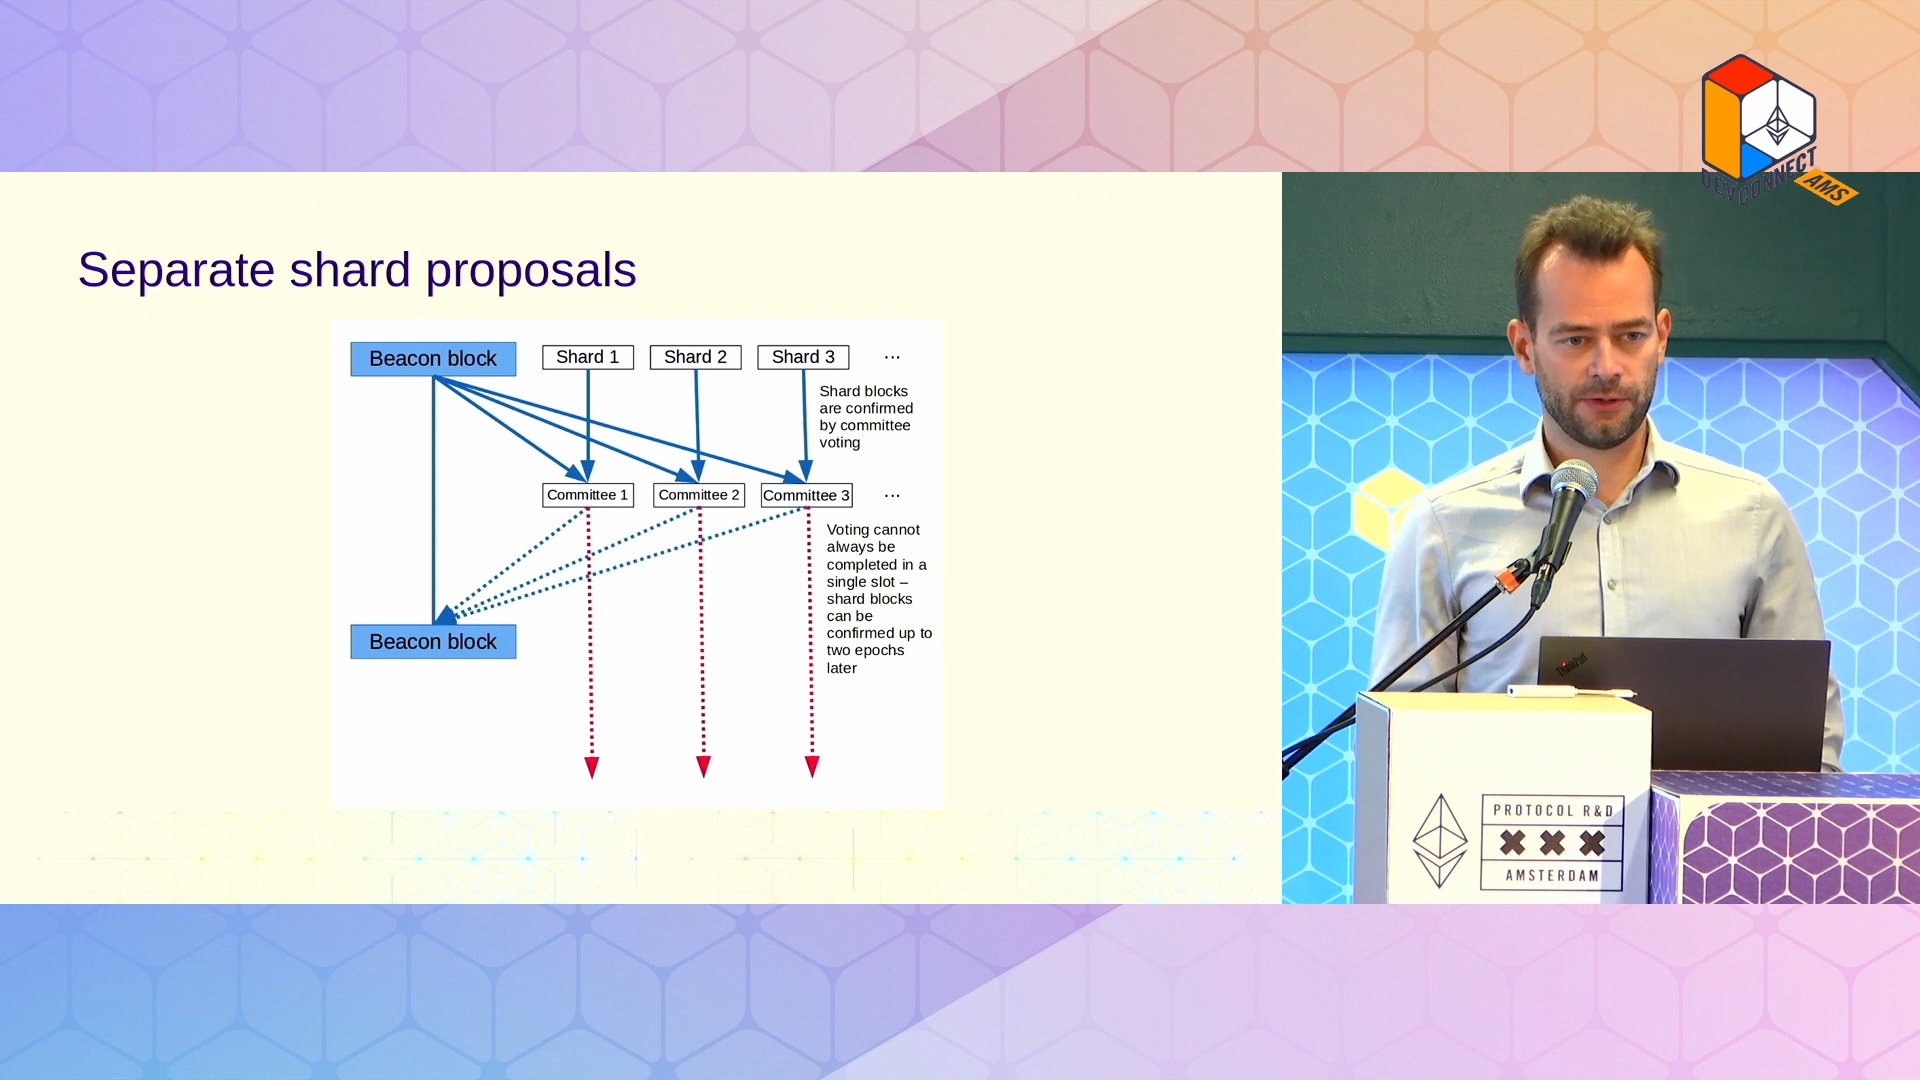 DEVCONNECT
AMS
Separate shard proposals
Beacon block
Shard 1
Shard 2
Shard 3
...
Shard blocks
are confirmed
by committee
voting
Committee 1
Committee 2
Committee 3
...
Voting cannot
always be
completed in a
single slot –
shard blocks
can be
confirmed up to
two epochs
later
Beacon block
ThinkPad
PROTOCOL R&D
AMSTERDAM